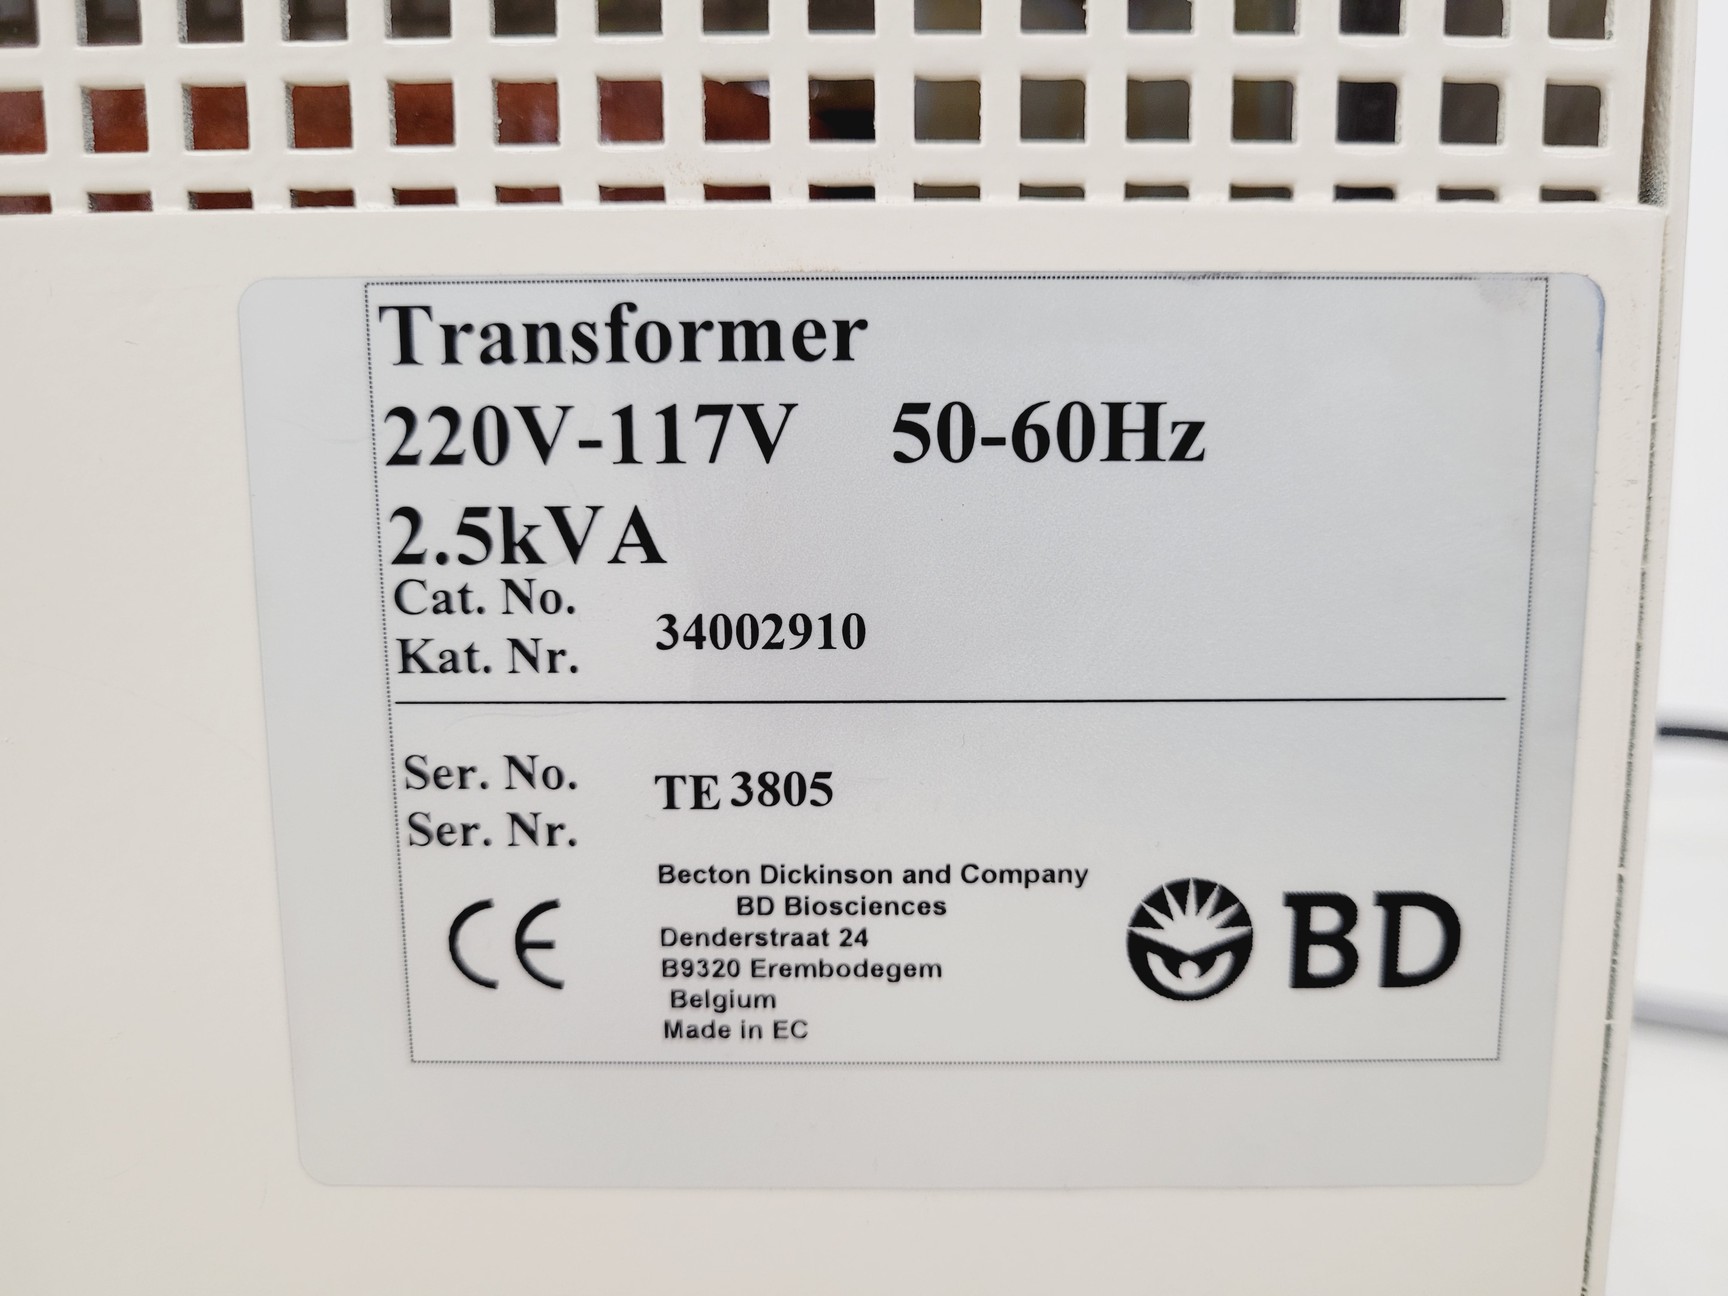 Transformer
220V-117V 50-60Hz
2.5kVA
Cat. No.
Kat. Nr.
34002910
Ser. No.
Ser. Nr.
TE 3805
CE
Becton Dickinson and Company
BD Biosciences
Denderstraat 24
B9320 Erembodegem
Belgium
Made in EC
BD